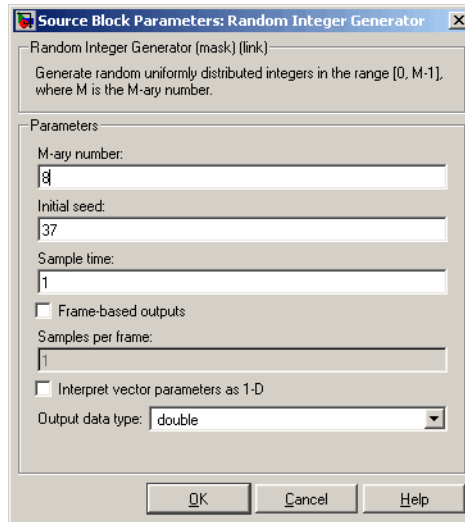 Source Block Parameters: Random Integer Generator
Random Integer Generator (mask) (link)
Generate random uniformly distributed integers in the range [0, M-1],
where M is the M-ary number.
Parameters
M-ary number:
8
Initial seed:
37
Sample time:
1
Frame-based outputs
Samples per frame:
1
Interpret vector parameters as 1-D
Output data type: double
OK Cancel Help